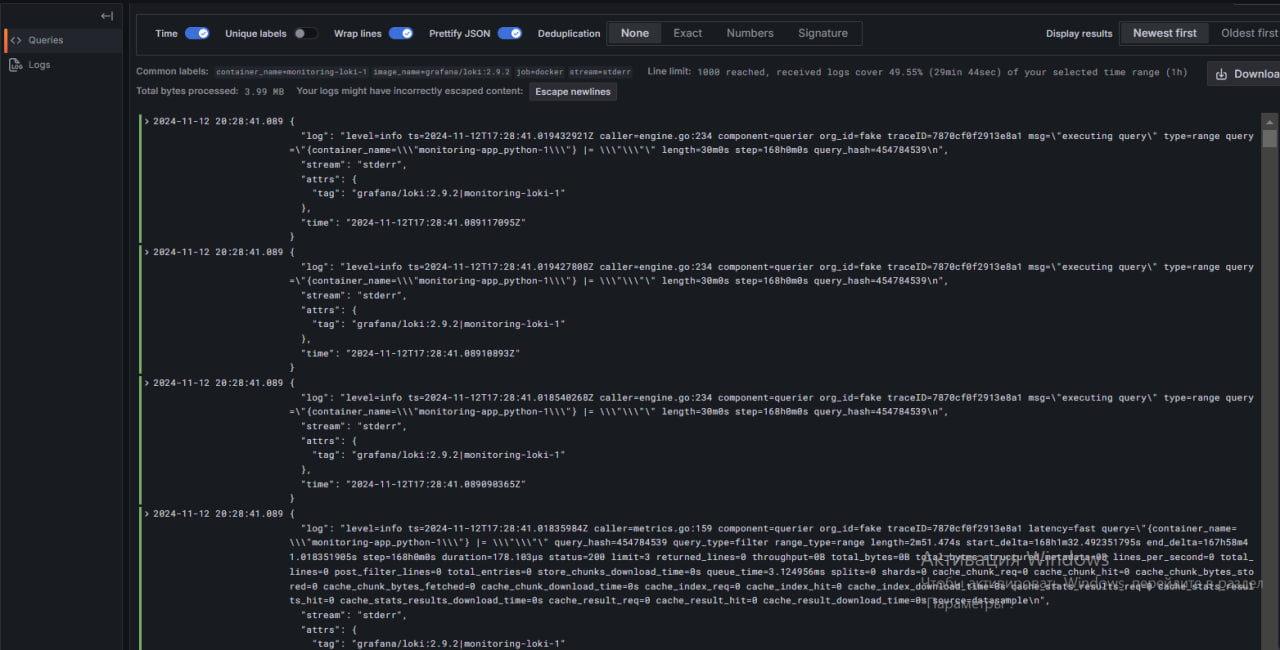 Time Unique labels Wrap lines Prettify JSON Deduplication None Exact Numbers Signature Display results Newest first Oldest first
Queries
Logs
Common labels: container_name=monitoring-loki-1 image_name=grafana/loki:2.9.2 job=docker stream=stderr Line limit: 1000 reached, received logs cover 49.55% (29min 44sec) of your selected time range (1h) Downloa
Total bytes processed: 3.99 MB Your logs might have incorrectly escaped content: Escape newlines
> 2024-11-12 20:28:41.089 {
"log": "level=info ts=2024-11-12T17:28:41.019432921Z caller=engine.go:234 component=querier org_id=fake traceID=7870cf0f2913e8a1 msg=\"executing query\" type=range query
=\"{container_name=\\\"monitoring-app_python-1\\\"} |= \\\"\\\"\" length=30m0s step=168h0m0s query_hash=454784539\n",
"stream": "stderr",
"attrs": {
"tag": "grafana/loki:2.9.2|monitoring-loki-1"
},
"time": "2024-11-12T17:28:41.089117095Z"
}
> 2024-11-12 20:28:41.089 {
"log": "level=info ts=2024-11-12T17:28:41.019427808Z caller=engine.go:234 component=querier org_id=fake traceID=7870cf0f2913e8a1 msg=\"executing query\" type=range query
=\"{container_name=\\\"monitoring-app_python-1\\\"} |= \\\"\\\"\" length=30m0s step=168h0m0s query_hash=454784539\n",
"stream": "stderr",
"attrs": {
"tag": "grafana/loki:2.9.2|monitoring-loki-1"
},
"time": "2024-11-12T17:28:41.08910893Z"
}
> 2024-11-12 20:28:41.089 {
"log": "level=info ts=2024-11-12T17:28:41.018540268Z caller=engine.go:234 component=querier org_id=fake traceID=7870cf0f2913e8a1 msg=\"executing query\" type=range query
=\"{container_name=\\\"monitoring-app_python-1\\\"} |= \\\"\\\"\" length=30m0s step=168h0m0s query_hash=454784539\n",
"stream": "stderr",
"attrs": {
"tag": "grafana/loki:2.9.2|monitoring-loki-1"
},
"time": "2024-11-12T17:28:41.089090365Z"
}
> 2024-11-12 20:28:41.089 {
"log": "level=info ts=2024-11-12T17:28:41.01835984Z caller=metrics.go:159 component=querier org_id=fake traceID=7870cf0f2913e8a1 latency=fast query=\"{container_name=
\\\"monitoring-app_python-1\\\"} |= \\\"\\\"\" query_hash=454784539 query_type=filter range_type=range length=2m51.474s start_delta=168h1m32.492351795s end_delta=167h58m4
1.018351905s step=168h0m0s duration=178.103µs status=200 limit=3 returned_lines=0 throughput=0B total_bytes=0B total_bytes_structured_metadata=0B lines_per_second=0 total_
lines=0 post_filter_lines=0 total_entries=0 store_chunks_download_time=0s queue_time=3.124956ms splits=0 shards=0 cache_chunk_req=0 cache_chunk_hit=0 cache_chunk_bytes_sto
red=0 cache_chunk_bytes_fetched=0 cache_chunk_download_time=0s cache_index_req=0 cache_index_hit=0 cache_index_download_time=0s cache_stats_results_req=0 cache_stats_resul
ts_hit=0 cache_stats_results_download_time=0s cache_result_req=0 cache_result_hit=0 cache_result_download_time=0s source=datasample\n",
"stream": "stderr",
"attrs": {
"tag": "grafana/loki:2.9.2|monitoring-loki-1"
Активация Windows
Чтобы активировать Windows, перейдите в раздел
"Параметры".